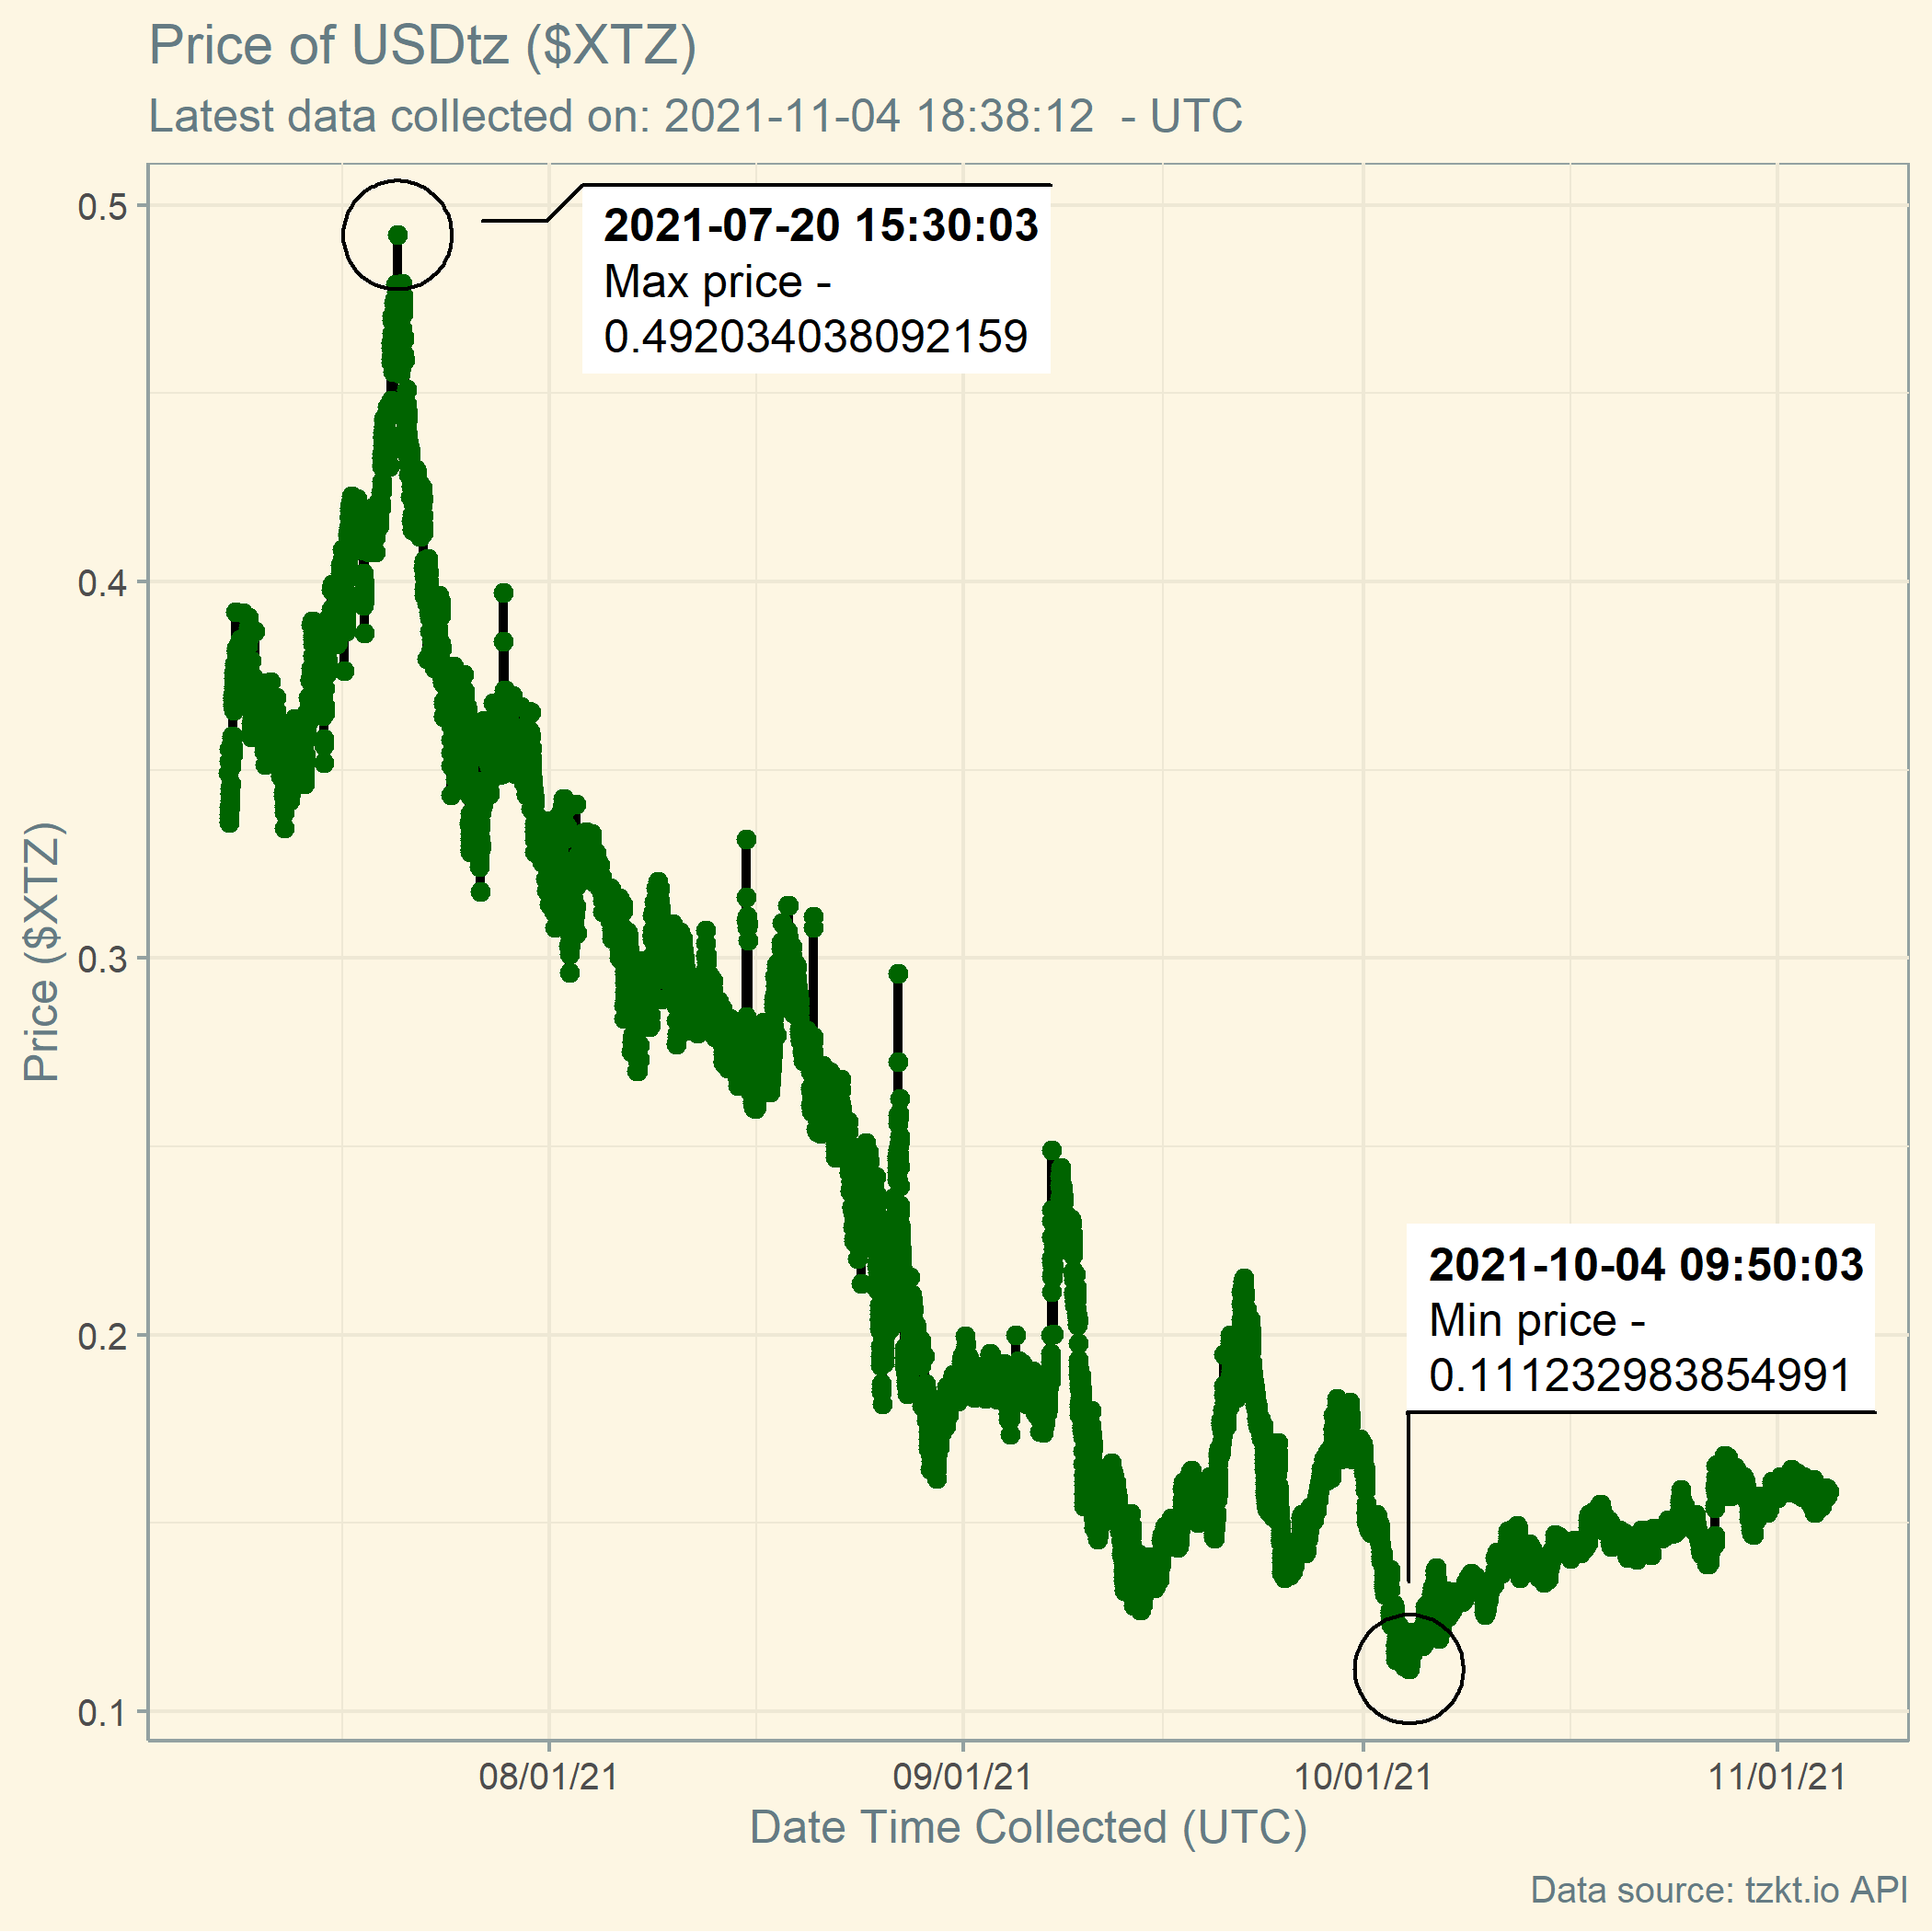 Price of USDtz ($XTZ)
Latest data collected on: 2021-11-04 18:38:12  - UTC
0.5
0.4
0.3
0.2
0.1
Price ($XTZ)
2021-07-20 15:30:03
Max price -
0.492034038092159
2021-10-04 09:50:03
Min price -
0.111232983854991
08/01/21
09/01/21
10/01/21
11/01/21
Date Time Collected (UTC)
Data source: tzkt.io API